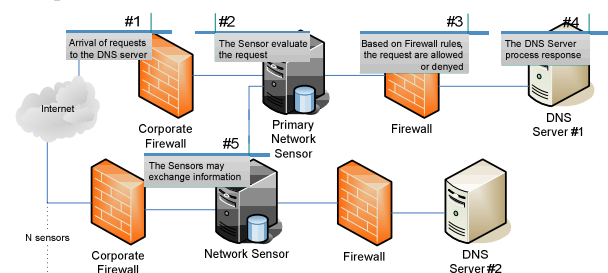 #1
#2
#3
#4
Arrival of requests
to the DNS server
The Sensor evaluate
the request
Based on Firewall rules,
the request are allowed
or denyed
The DNS Server
process response
Internet
Corporate
Firewall
Primary
Network
Sensor
Firewall
DNS
Server #1
#5
The Sensors may
exchange information
N sensors
Corporate
Firewall
Network Sensor
Firewall
DNS
Server #2